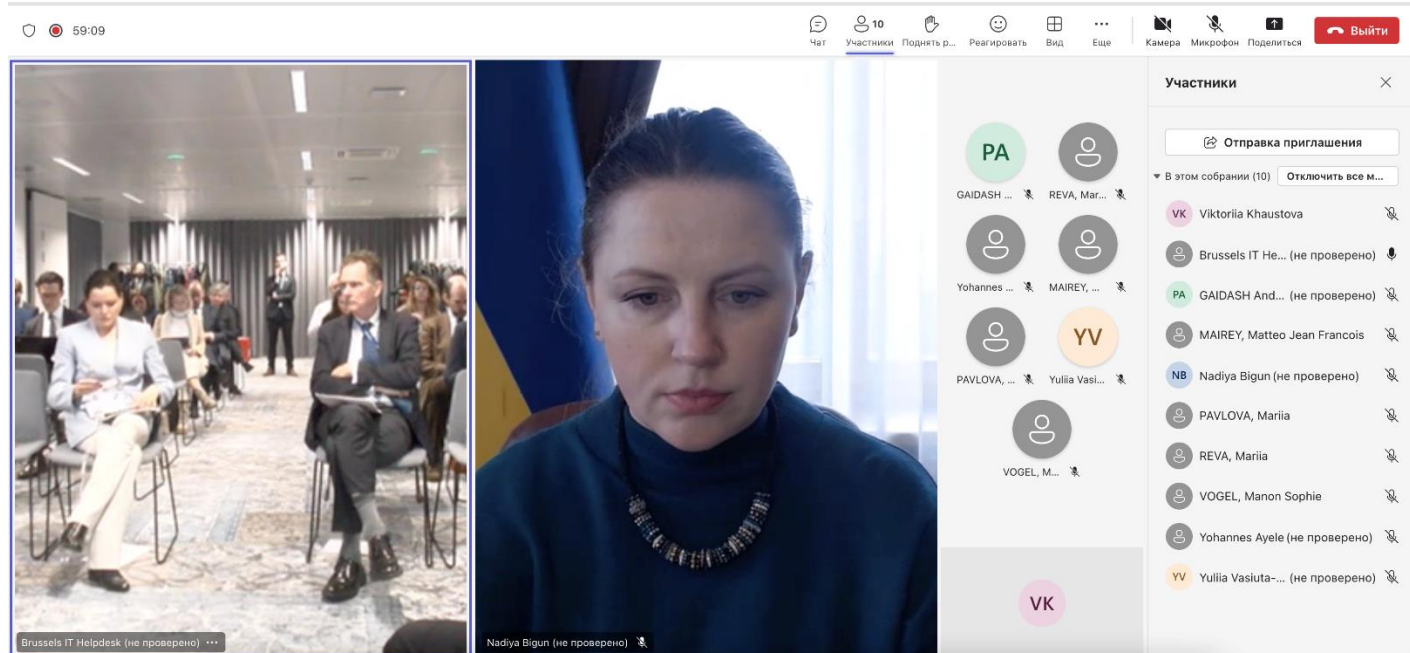 59:09
10
Чат
Участники
Поднять р...
Реагировать
Вид
Еще
Камера
Микрофон
Поделиться
Выйти
Brussels IT Helpdesk (не проверено) ...
Nadiya Bigun (не проверено)
PA
GAIDASH ...
REVA, Mar...
Yohannes ...
MAIREY, ...
PAVLOVA, ...
YV
Yuliia Vasi...
VOGEL, M...
VK
Участники
Отправка приглашения
В этом собрании (10)
Отключить все м...
VK Viktoriia Khaustova
Brussels IT He... (не проверено)
PA GAIDASH And... (не проверено)
MAIREY, Matteo Jean Francois
NB Nadiya Bigun (не проверено)
PAVLOVA, Mariia
REVA, Mariia
VOGEL, Manon Sophie
Yohannes Ayele (не проверено)
YV Yuliia Vasiuta-... (не проверено)